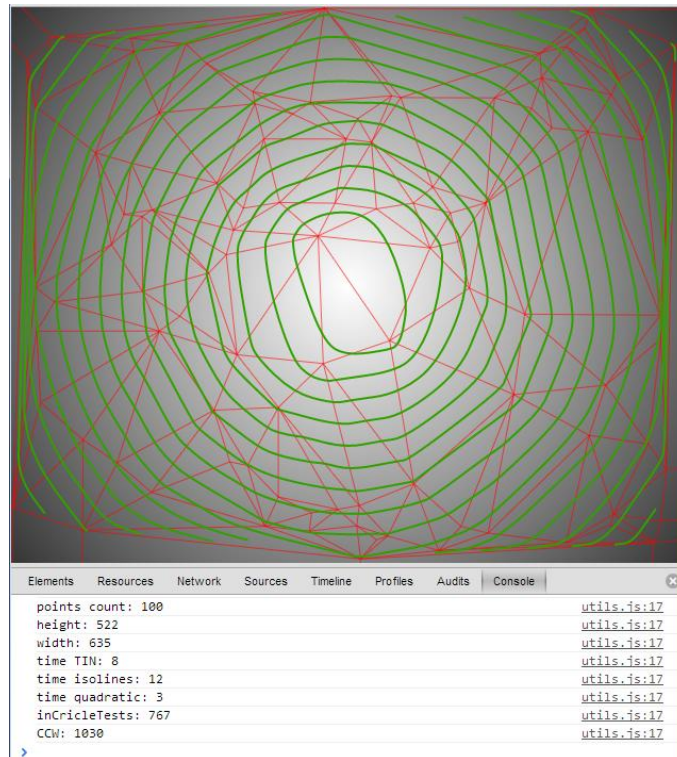 Elements Resources Network Sources Timeline Profiles Audits Console
points count: 100 utils.js:17
height: 522 utils.js:17
width: 635 utils.js:17
time TIN: 8 utils.js:17
time isolines: 12 utils.js:17
time quadratic: 3 utils.js:17
inCricleTests: 767 utils.js:17
CCW: 1030 utils.js:17